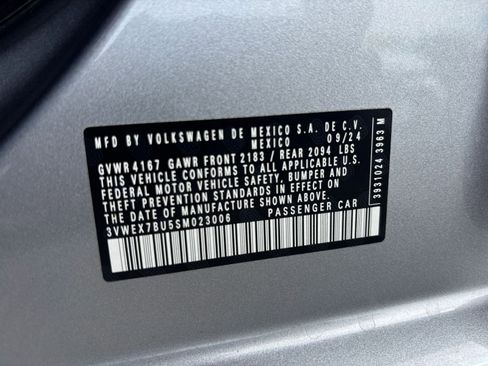 MFD BY VOLKSWAGEN DE MEXICO S.A. DE C.V.
MEXICO 09/24
GVWR 4167 GAWR FRONT 2183 / REAR 2094 LBS
THIS VEHICLE CONFORMS TO ALL APPLICABLE U.S.
FEDERAL MOTOR VEHICLE SAFETY, BUMPER AND
THEFT PREVENTION STANDARDS IN EFFECT ON THE
DATE OF MANUFACTURE SHOWN ABOVE.
3VWEX7BU5SM023006 PASSENGER CAR
3931024 3963 M